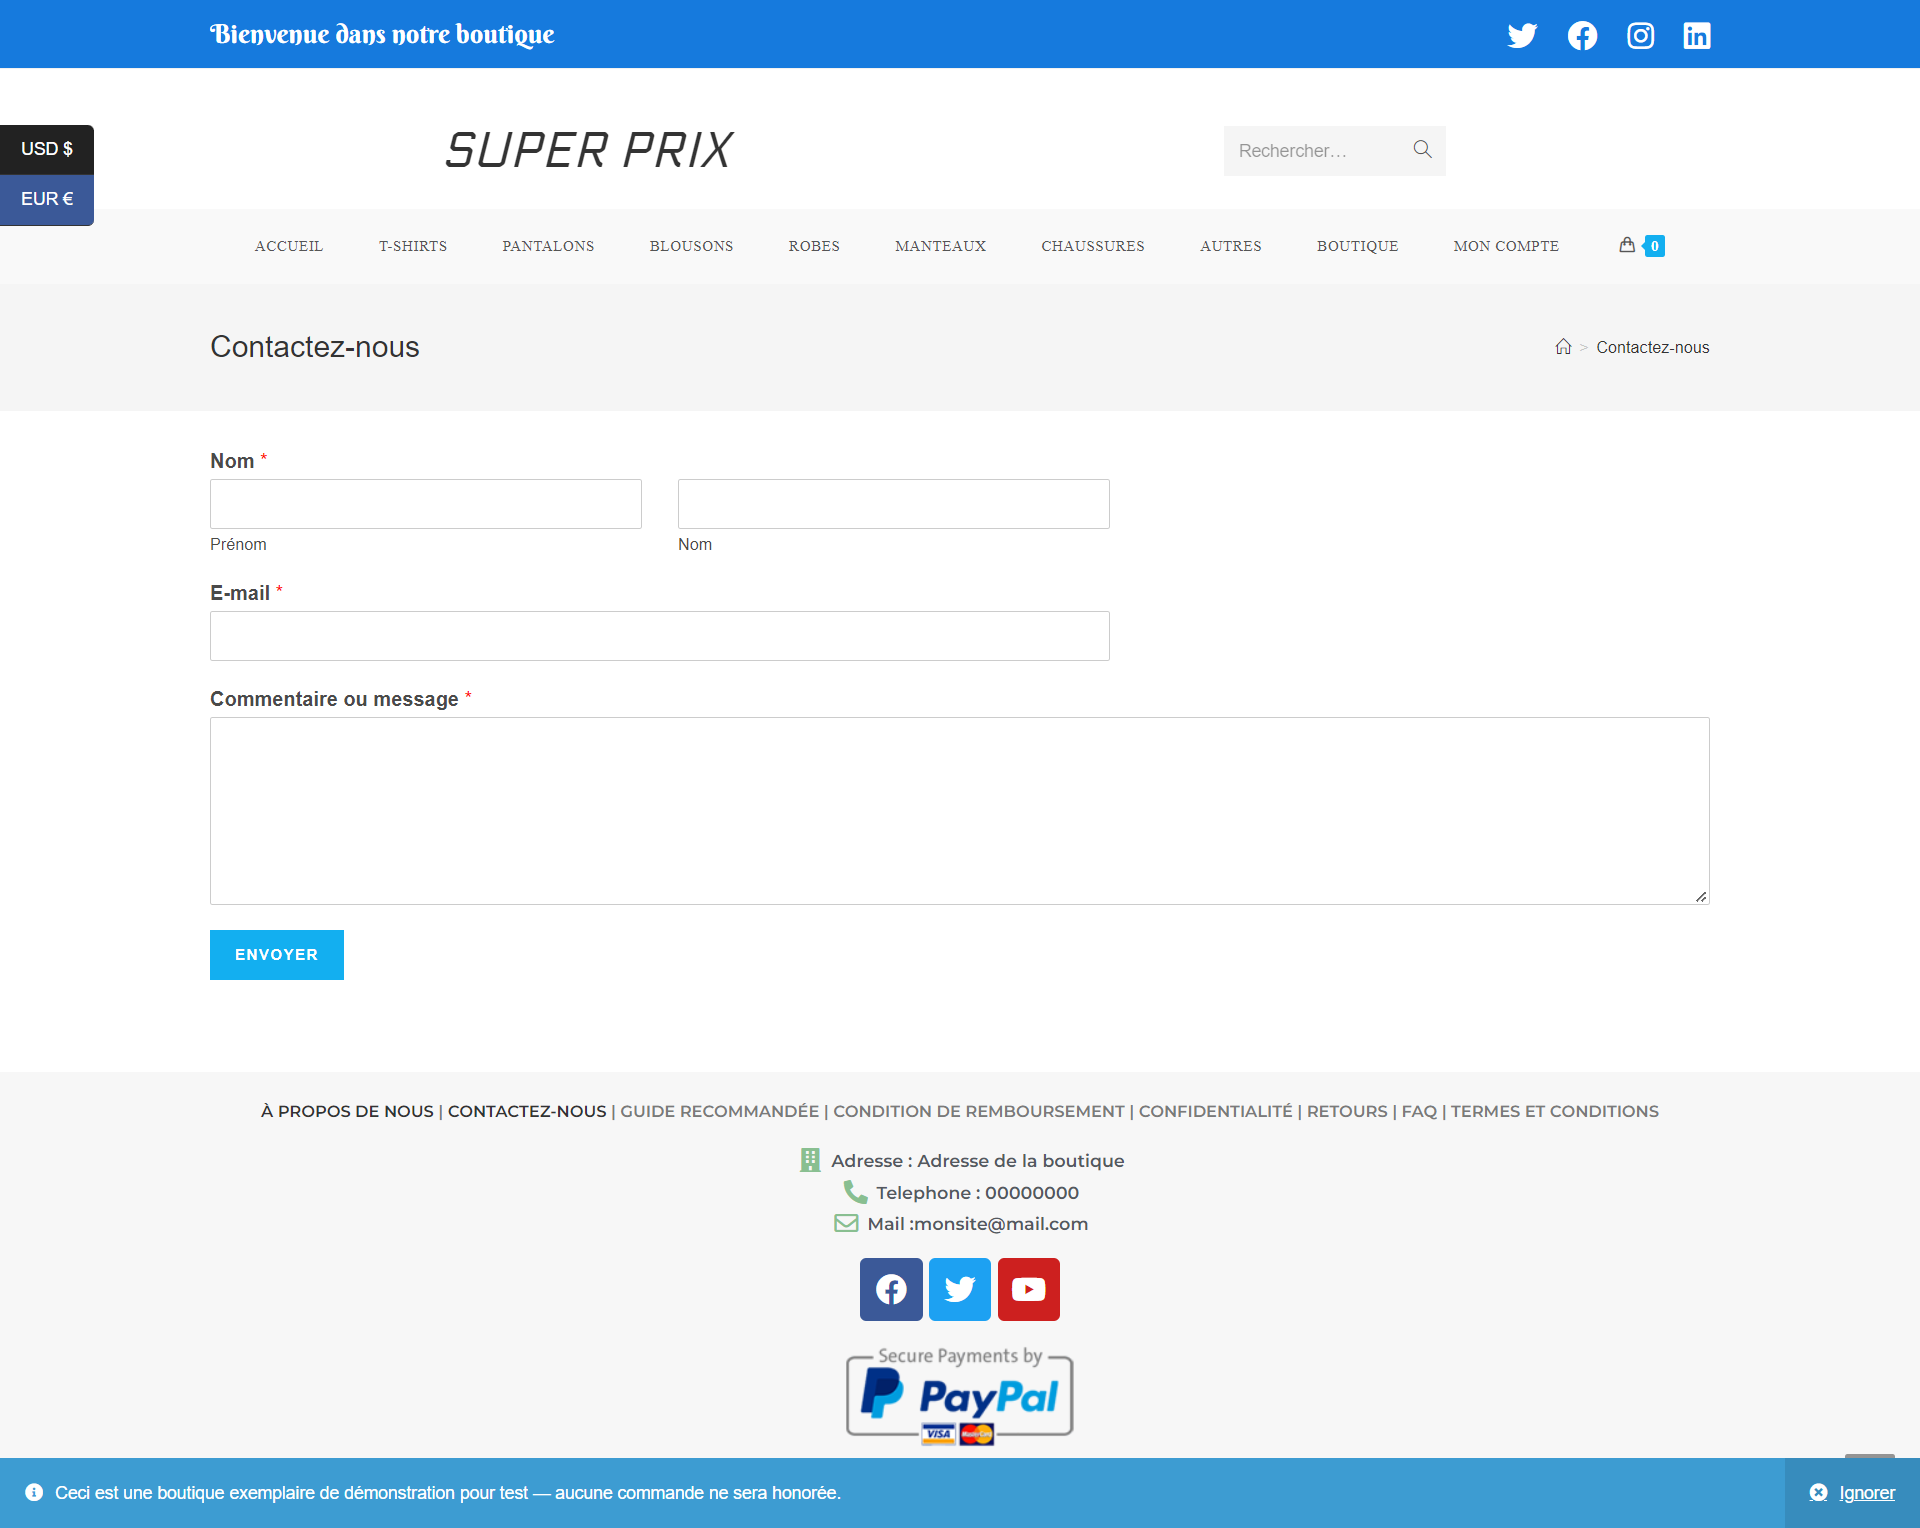 Bienvenue dans notre boutique
USD $
EUR €
SUPER PRIX
Rechercher...
ACCUEIL T-SHIRTS PANTALONS BLOUSONS ROBES MANTEAUX CHAUSSURES AUTRES BOUTIQUE MON COMPTE 0
Contactez-nous
> Contactez-nous
Nom *
Prénom Nom
E-mail *
Commentaire ou message *
ENVOYER
À PROPOS DE NOUS | CONTACTEZ-NOUS | GUIDE RECOMMANDÉE | CONDITION DE REMBOURSEMENT | CONFIDENTIALITÉ | RETOURS | FAQ | TERMES ET CONDITIONS
Adresse : Adresse de la boutique
Telephone : 00000000
Mail :monsite@mail.com
Secure Payments by
PayPal
VISA MasterCard
Ceci est une boutique exemplaire de démonstration pour test — aucune commande ne sera honorée.
Ignorer